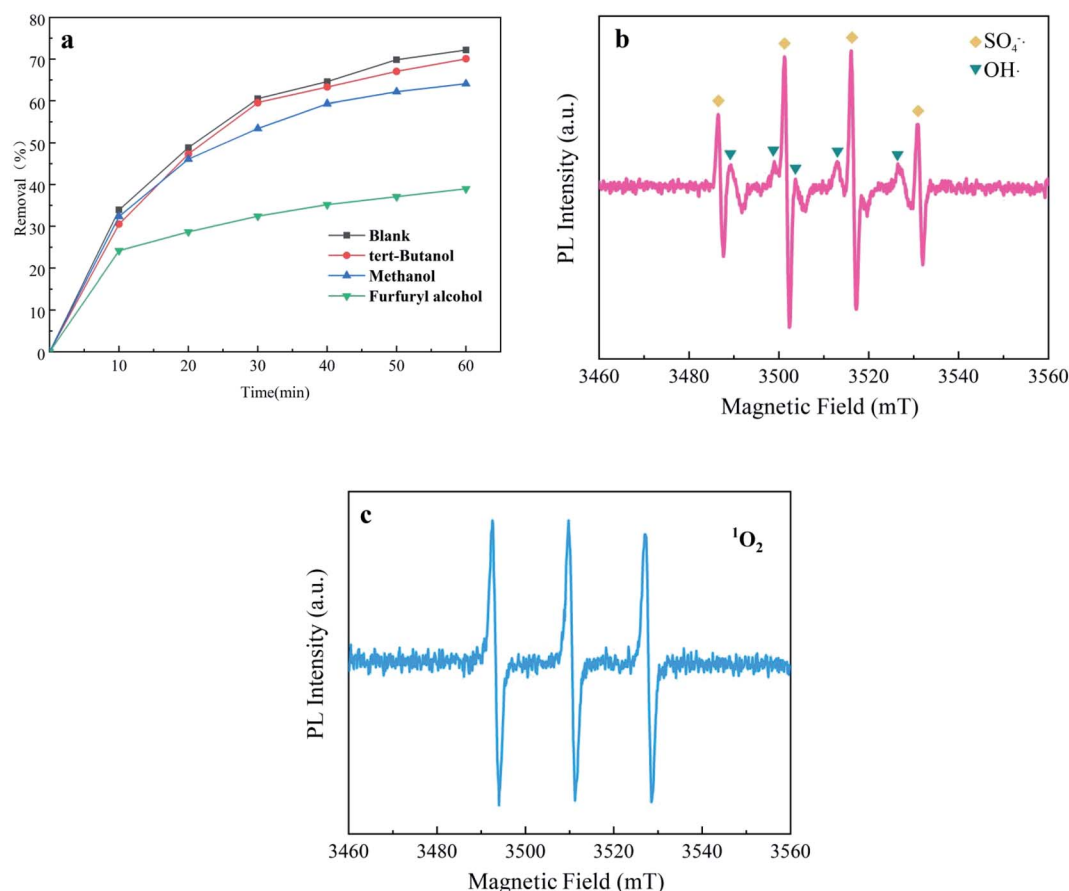 a
80
70
60
50
40
30
20
10
0
Removal (%)
Blank
tert-Butanol
Methanol
Furfuryl alcohol
10 20 30 40 50 60
Time(min)
b
SO₄⁻·
OH·
PL Intensity (a.u.)
3460 3480 3500 3520 3540 3560
Magnetic Field (mT)
c
¹O₂
PL Intensity (a.u.)
3460 3480 3500 3520 3540 3560
Magnetic Field (mT)